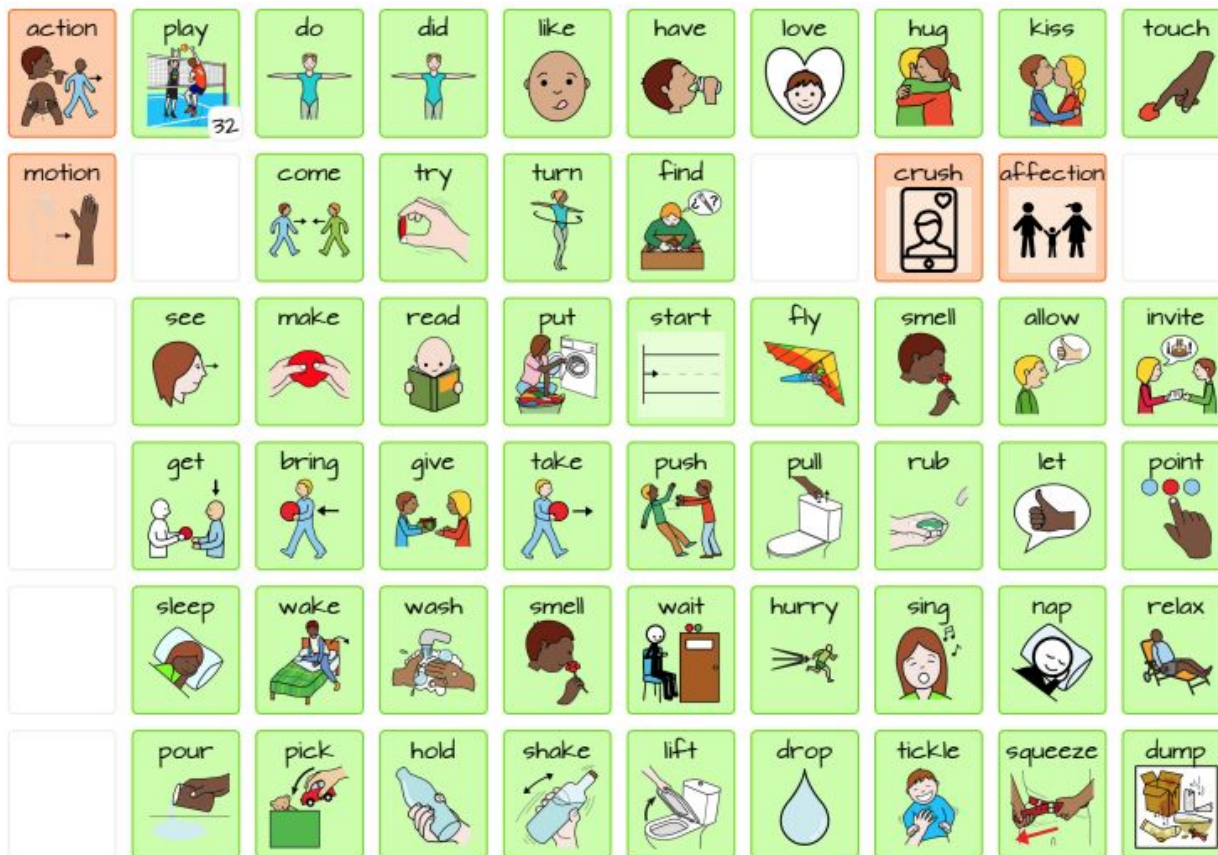 action play do did like have love hug kiss touch
32
motion come try turn find crush affection
¿ ?
see make read put start fly smell allow invite
get bring give take push pull rub let point
sleep wake wash smell wait hurry sing nap relax
pour pick hold shake lift drop tickle squeeze dump